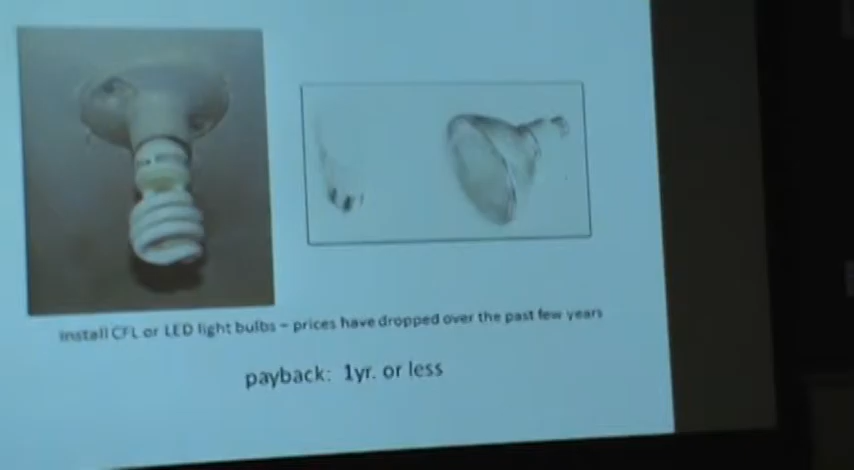 Install CFL or LED light bulbs – prices have dropped over the past few years
payback: 1yr. or less